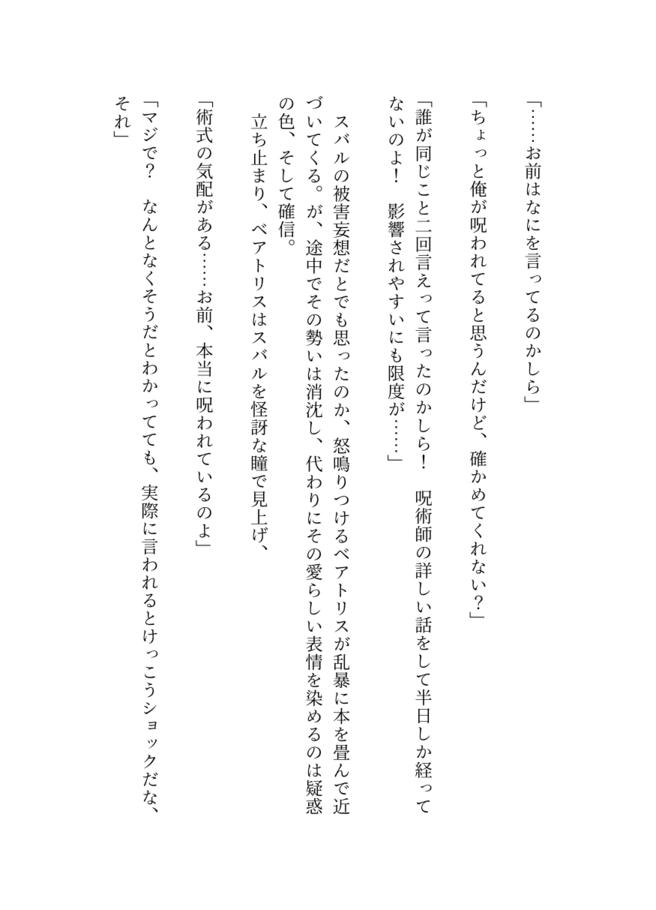 「……お前はなにを言ってるのかしら」
「ちょっと俺が呪われてると思うんだけど、確かめてくれない？」
「誰が同じこと二回言えって言ったのかしら！　呪術師の詳しい話をして半日しか経って
ないのよ！　影響されやすいにも限度が……」
　スバルの被害妄想だとでも思ったのか、怒鳴りつけるベアトリスが乱暴に本を畳んで近
づいてくる。が、途中でその勢いは消沈し、代わりにその愛らしい表情を染めるのは疑惑
の色、そして確信。
　立ち止まり、ベアトリスはスバルを怪訝な瞳で見上げ、
「術式の気配がある……お前、本当に呪われているのよ」
「マジで？　なんとなくそうだとわかってても、実際に言われるとけっこうショックだな、
それ」